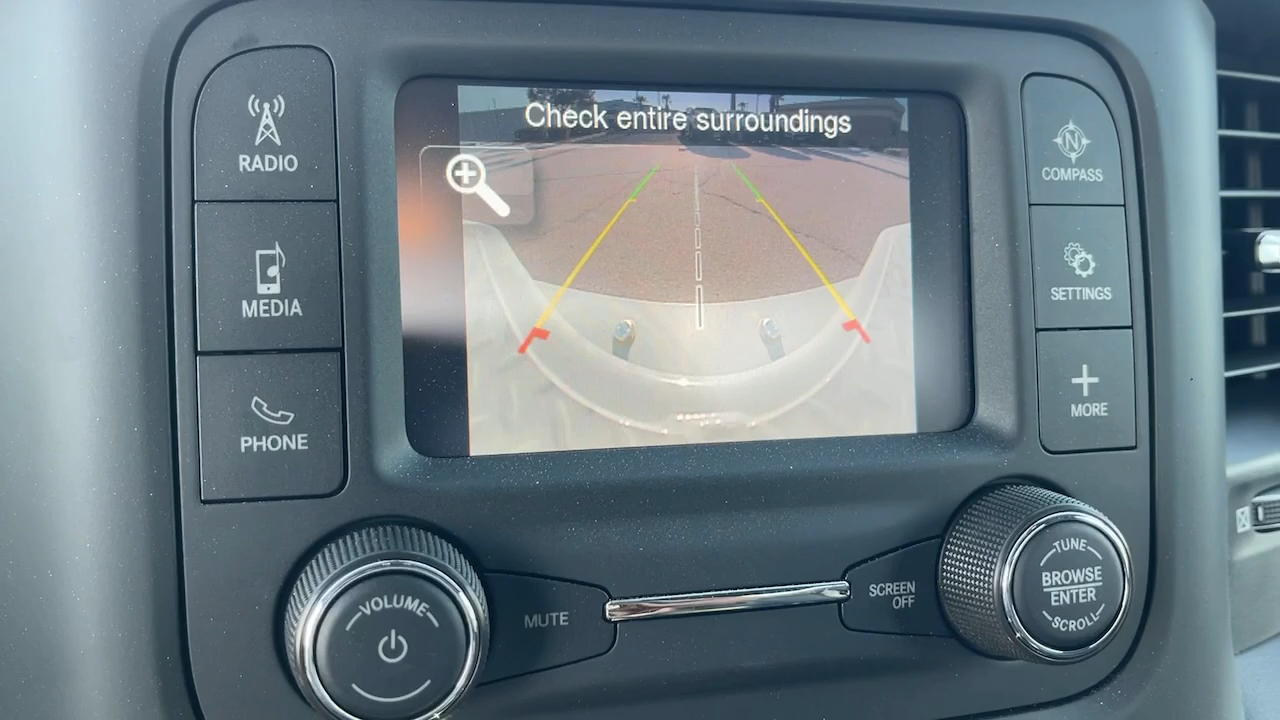 Check entire surroundings
RADIO
MEDIA
PHONE
N
COMPASS
SETTINGS
MORE
VOLUME
MUTE
SCREEN
OFF
TUNE
BROWSE
ENTER
SCROLL